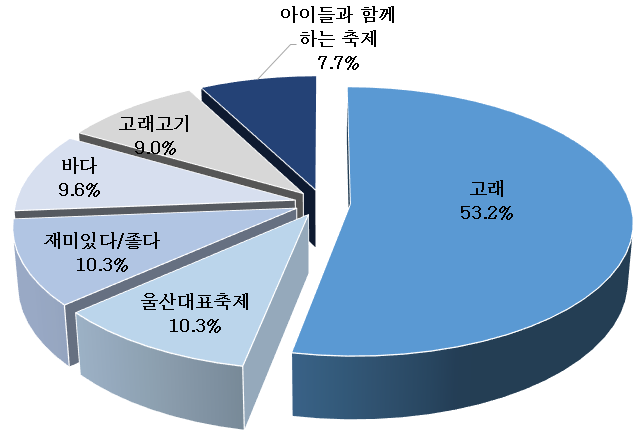 아이들과 함께
하는 축제
7.7%
고래고기
9.0%
바다
9.6%
재미있다/좋다
10.3%
울산대표축제
10.3%
고래
53.2%